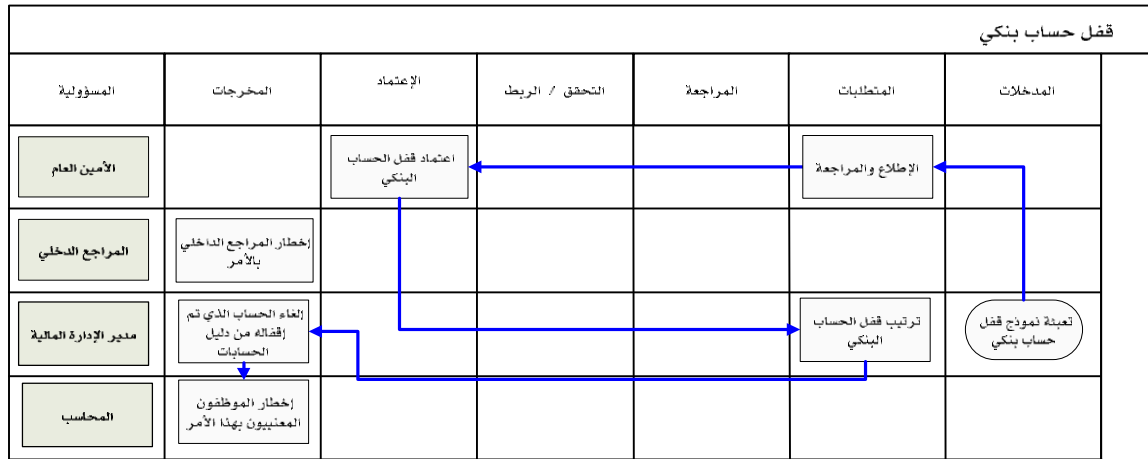 قفل حساب بنكي
المدخلات
المتطلبات
المراجعة
التحقق / الربط
الإعتماد
المخرجات
المسؤولية
الإطلاع والمراجعة
اعتماد قفل الحساب
البنكي
الأمين العام
إخطار المراجع الداخلي
بالأمر
المراجع الدخلي
تعبئة نموذج قفل
حساب بنكي
ترتيب قفل الحساب
البنكي
إلغاء الحساب الذي تم
إقفاله من دليل
الحسابات
مدير الإدارة المالية
إخطار الموظفون
المعنييون بهذا الأمر
المحاسب